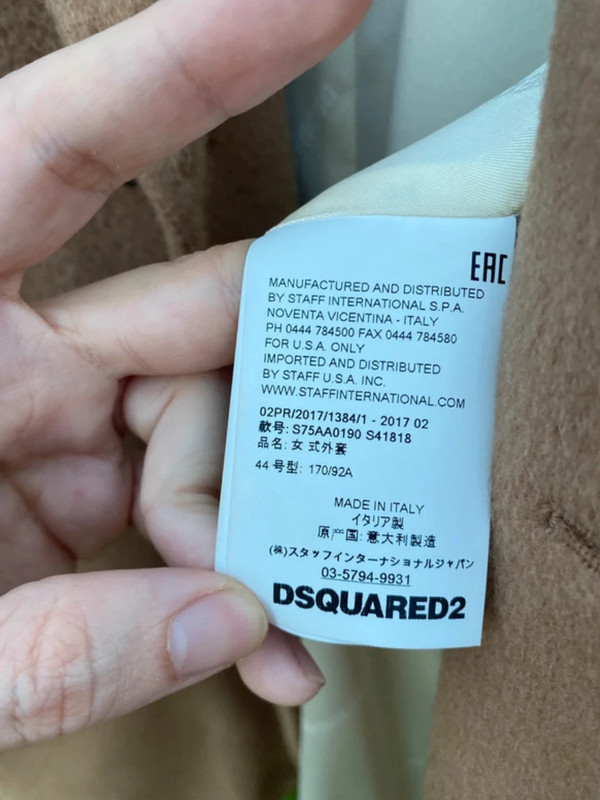 EAC
MANUFACTURED AND DISTRIBUTED
BY STAFF INTERNATIONAL S.P.A.
NOVENTA VICENTINA - ITALY
PH 0444 784500 FAX 0444 784580
FOR U.S.A. ONLY
IMPORTED AND DISTRIBUTED
BY STAFF U.S.A. INC.
WWW.STAFFINTERNATIONAL.COM
02PR/2017/1384/1 - 2017 02
款号: S75AA0190 S41818
品名: 女 式外套
44 号型: 170/92A
MADE IN ITALY
イタリア製
原产国: 意大利製造
(株)スタッフインターナショナルジャパン
03-5794-9931
DSQUARED2